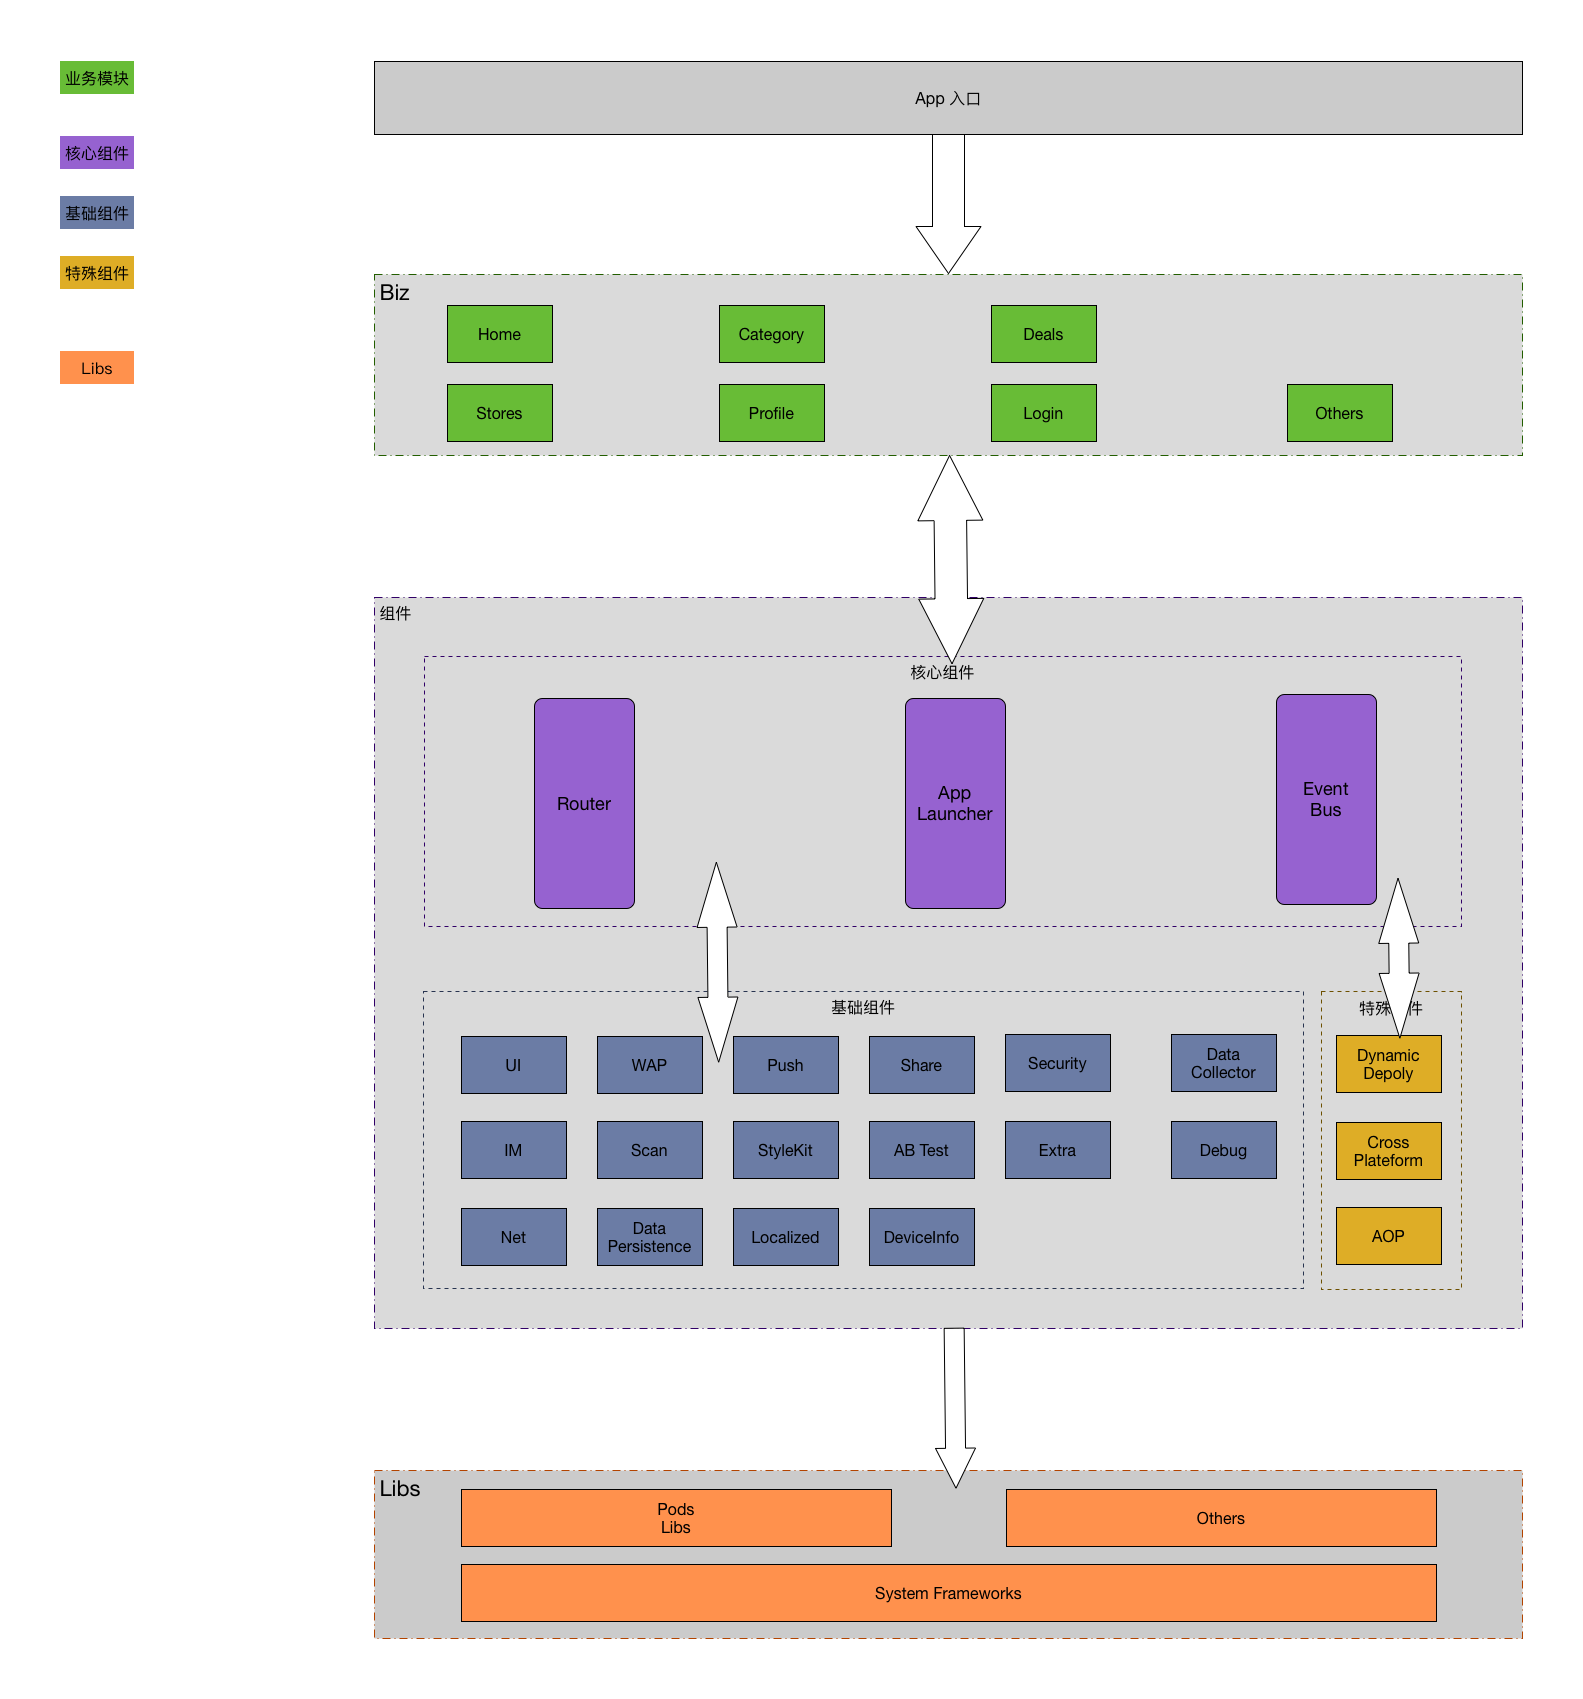 业务模块
核心组件
基础组件
特殊组件
Libs
App 入口
Biz
Home
Category
Deals
Stores
Profile
Login
Others
组件
核心组件
Router
App
Launcher
Event
Bus
基础组件
UI
WAP
Push
Share
Security
Data
Collector
IM
Scan
StyleKit
AB Test
Extra
Debug
Net
Data
Persistence
Localized
DeviceInfo
特殊组件
Dynamic
Depoly
Cross
Plateform
AOP
Libs
Pods
Libs
Others
System Frameworks